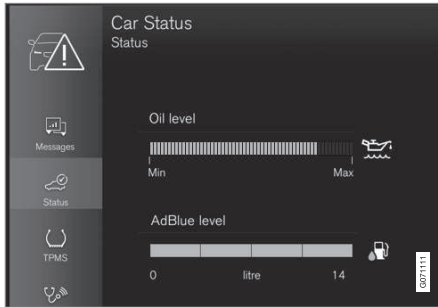 Car Status
Status
Messages
Status
TPMS
Oil level
Min Max
AdBlue level
0 litre 14
G071111